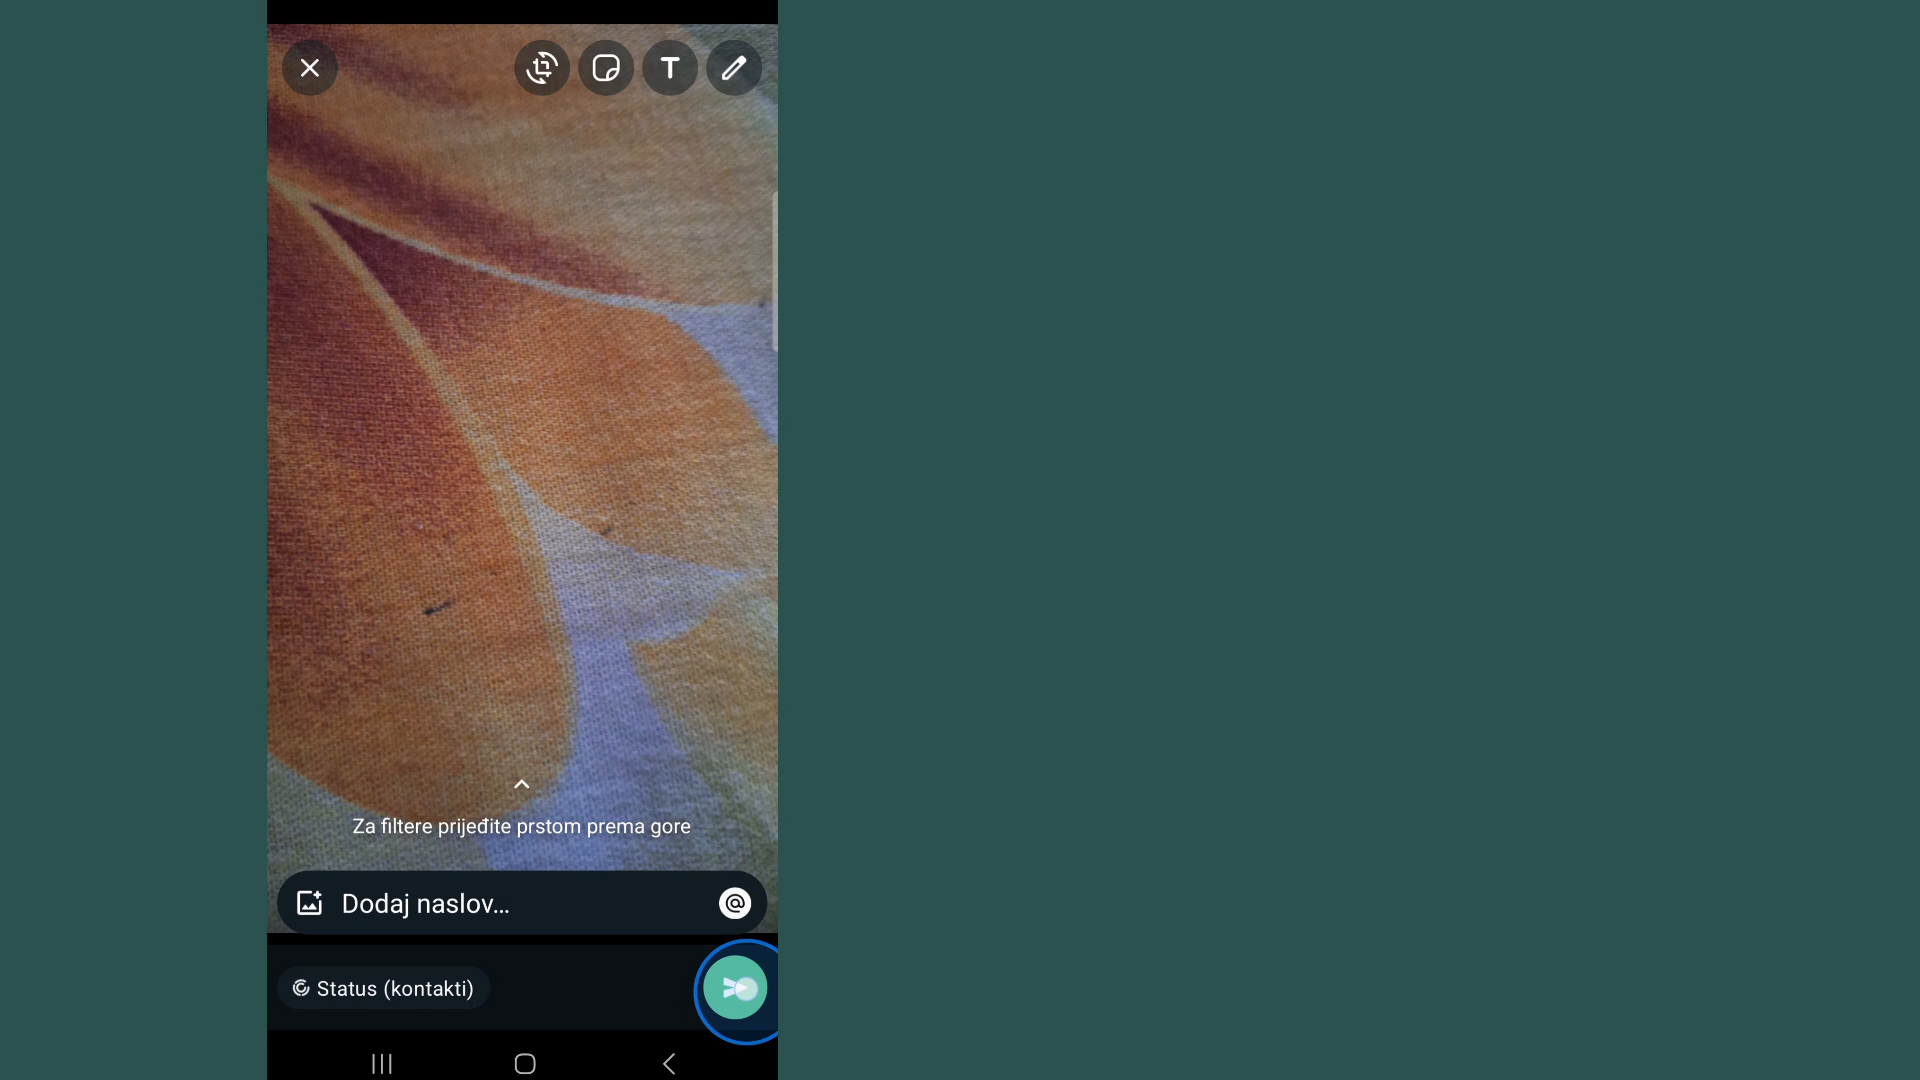 Za filtere prijeđite prstom prema gore
Dodaj naslov...
Status (kontakti)